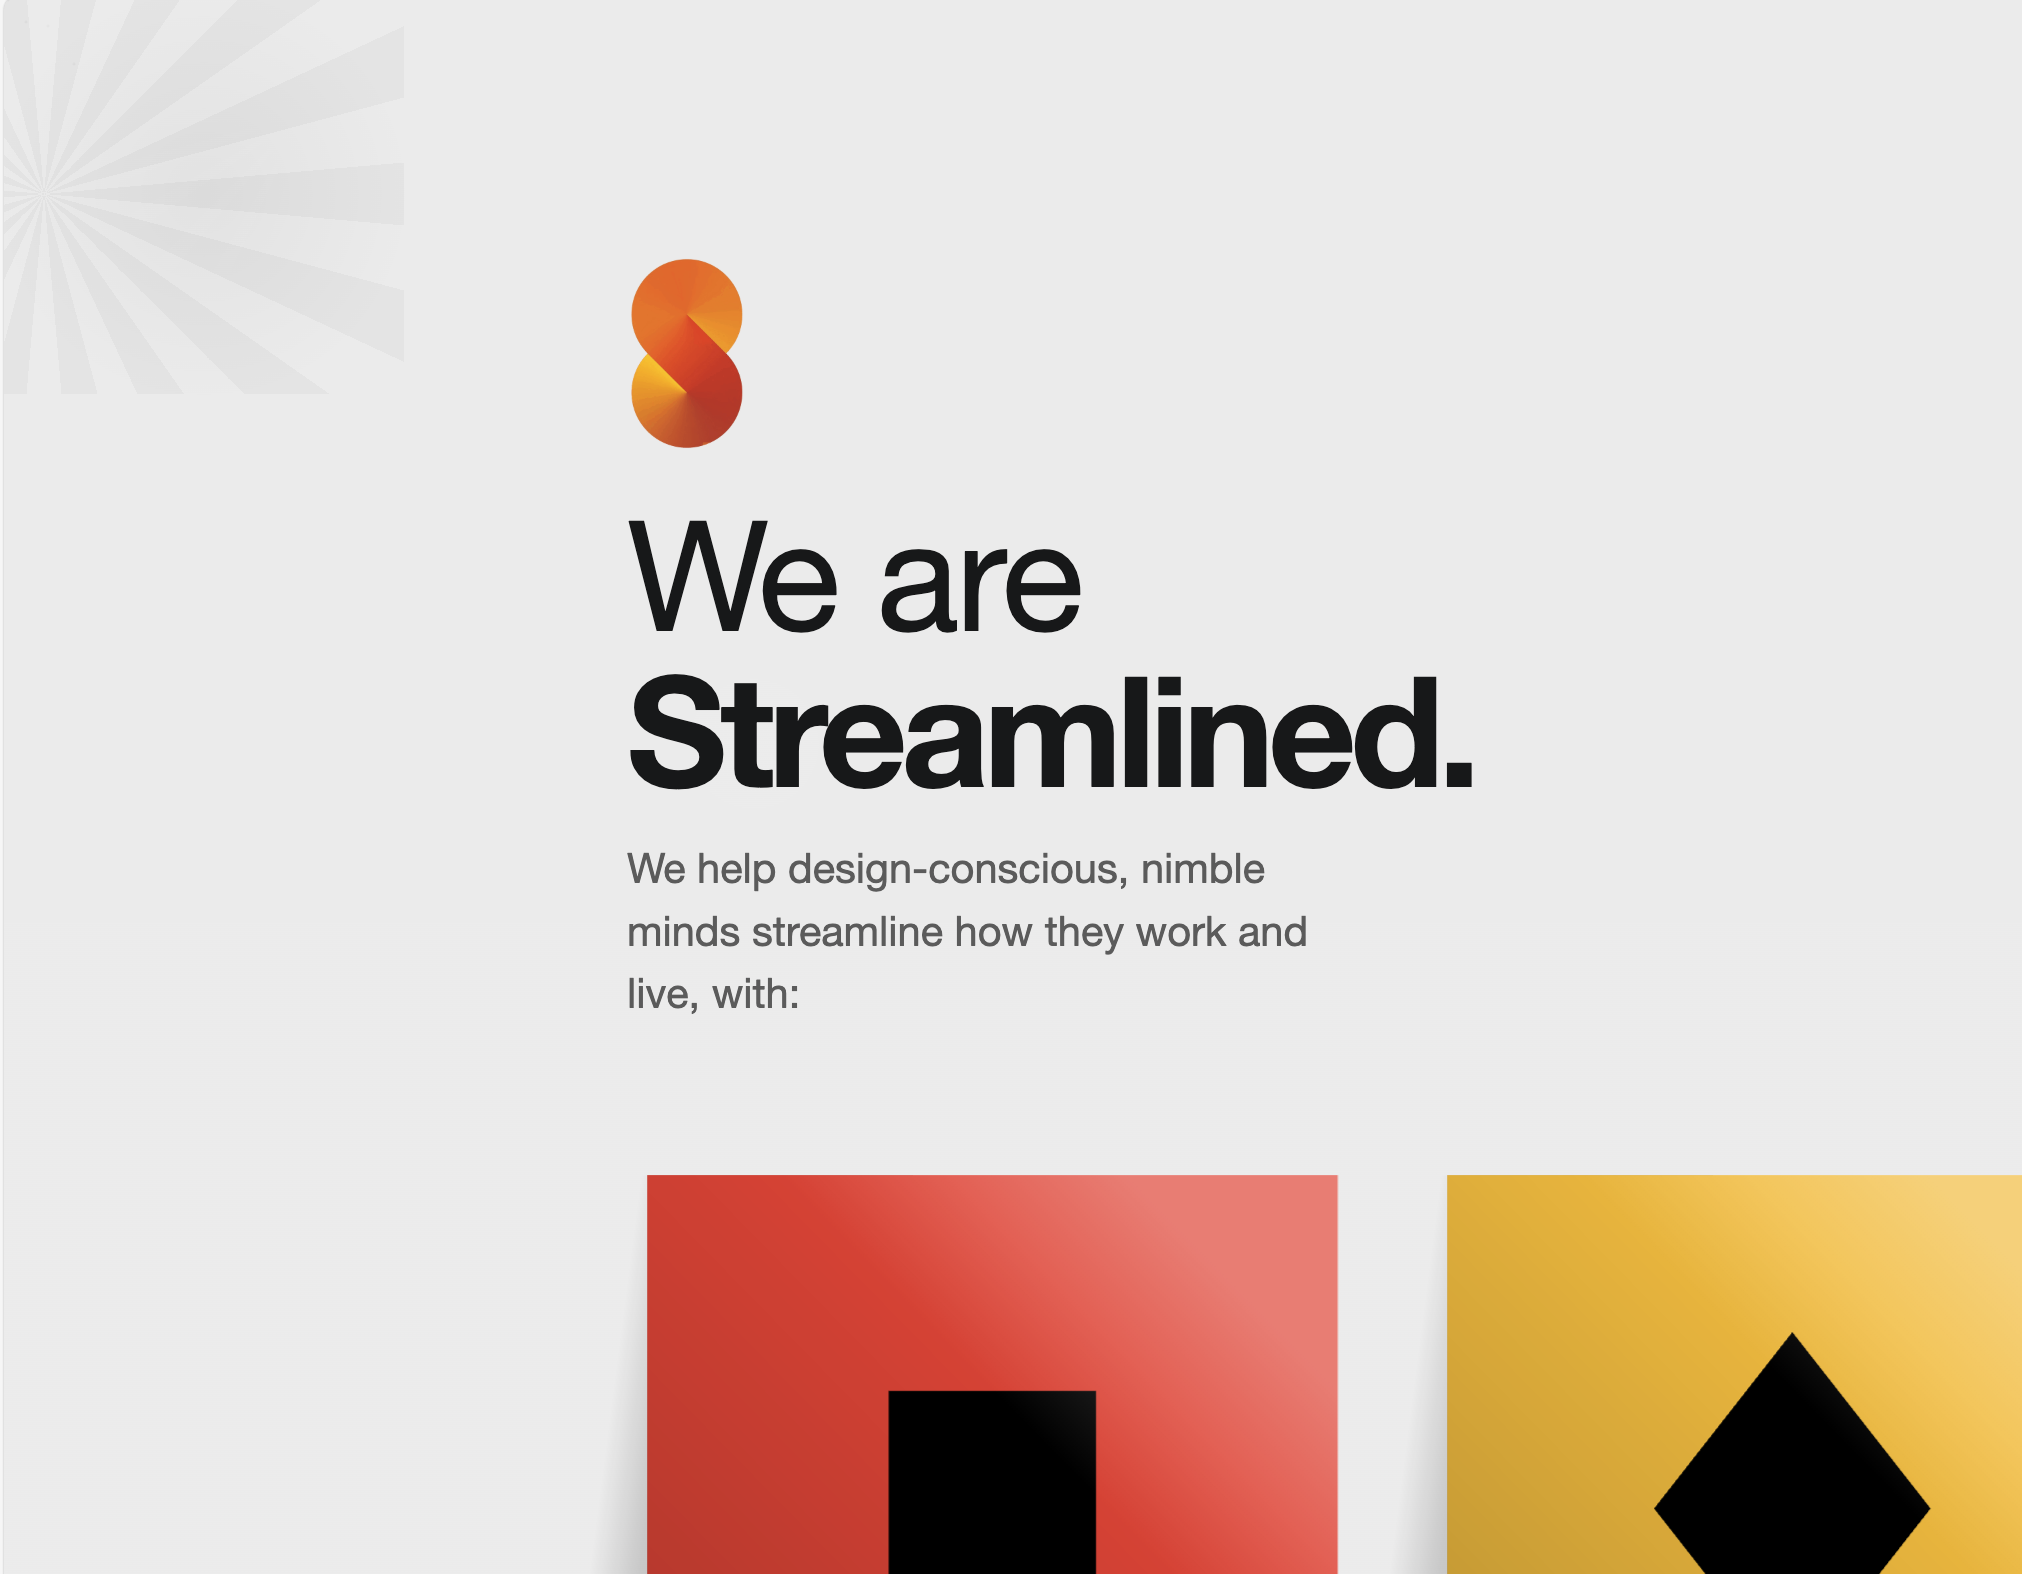 We are
Streamlined.
We help design-conscious, nimble
minds streamline how they work and
live, with: